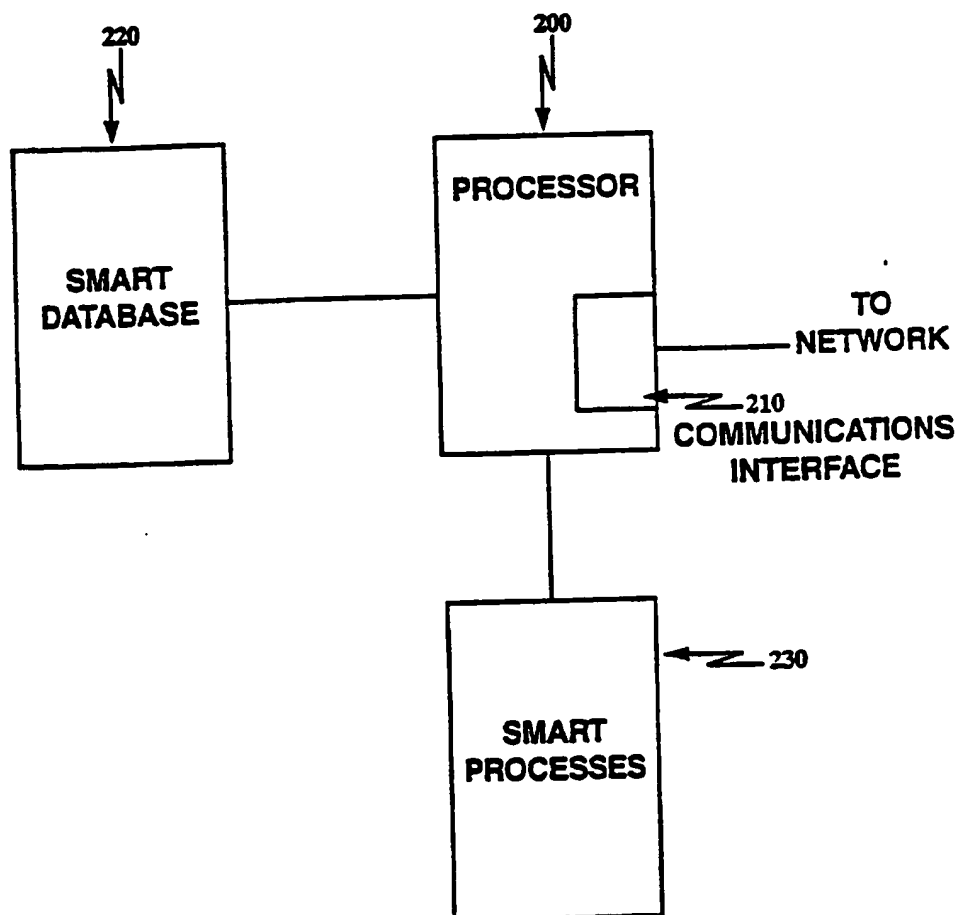 220
200
PROCESSOR
SMART
DATABASE
TO
NETWORK
210
COMMUNICATIONS
INTERFACE
230
SMART
PROCESSES